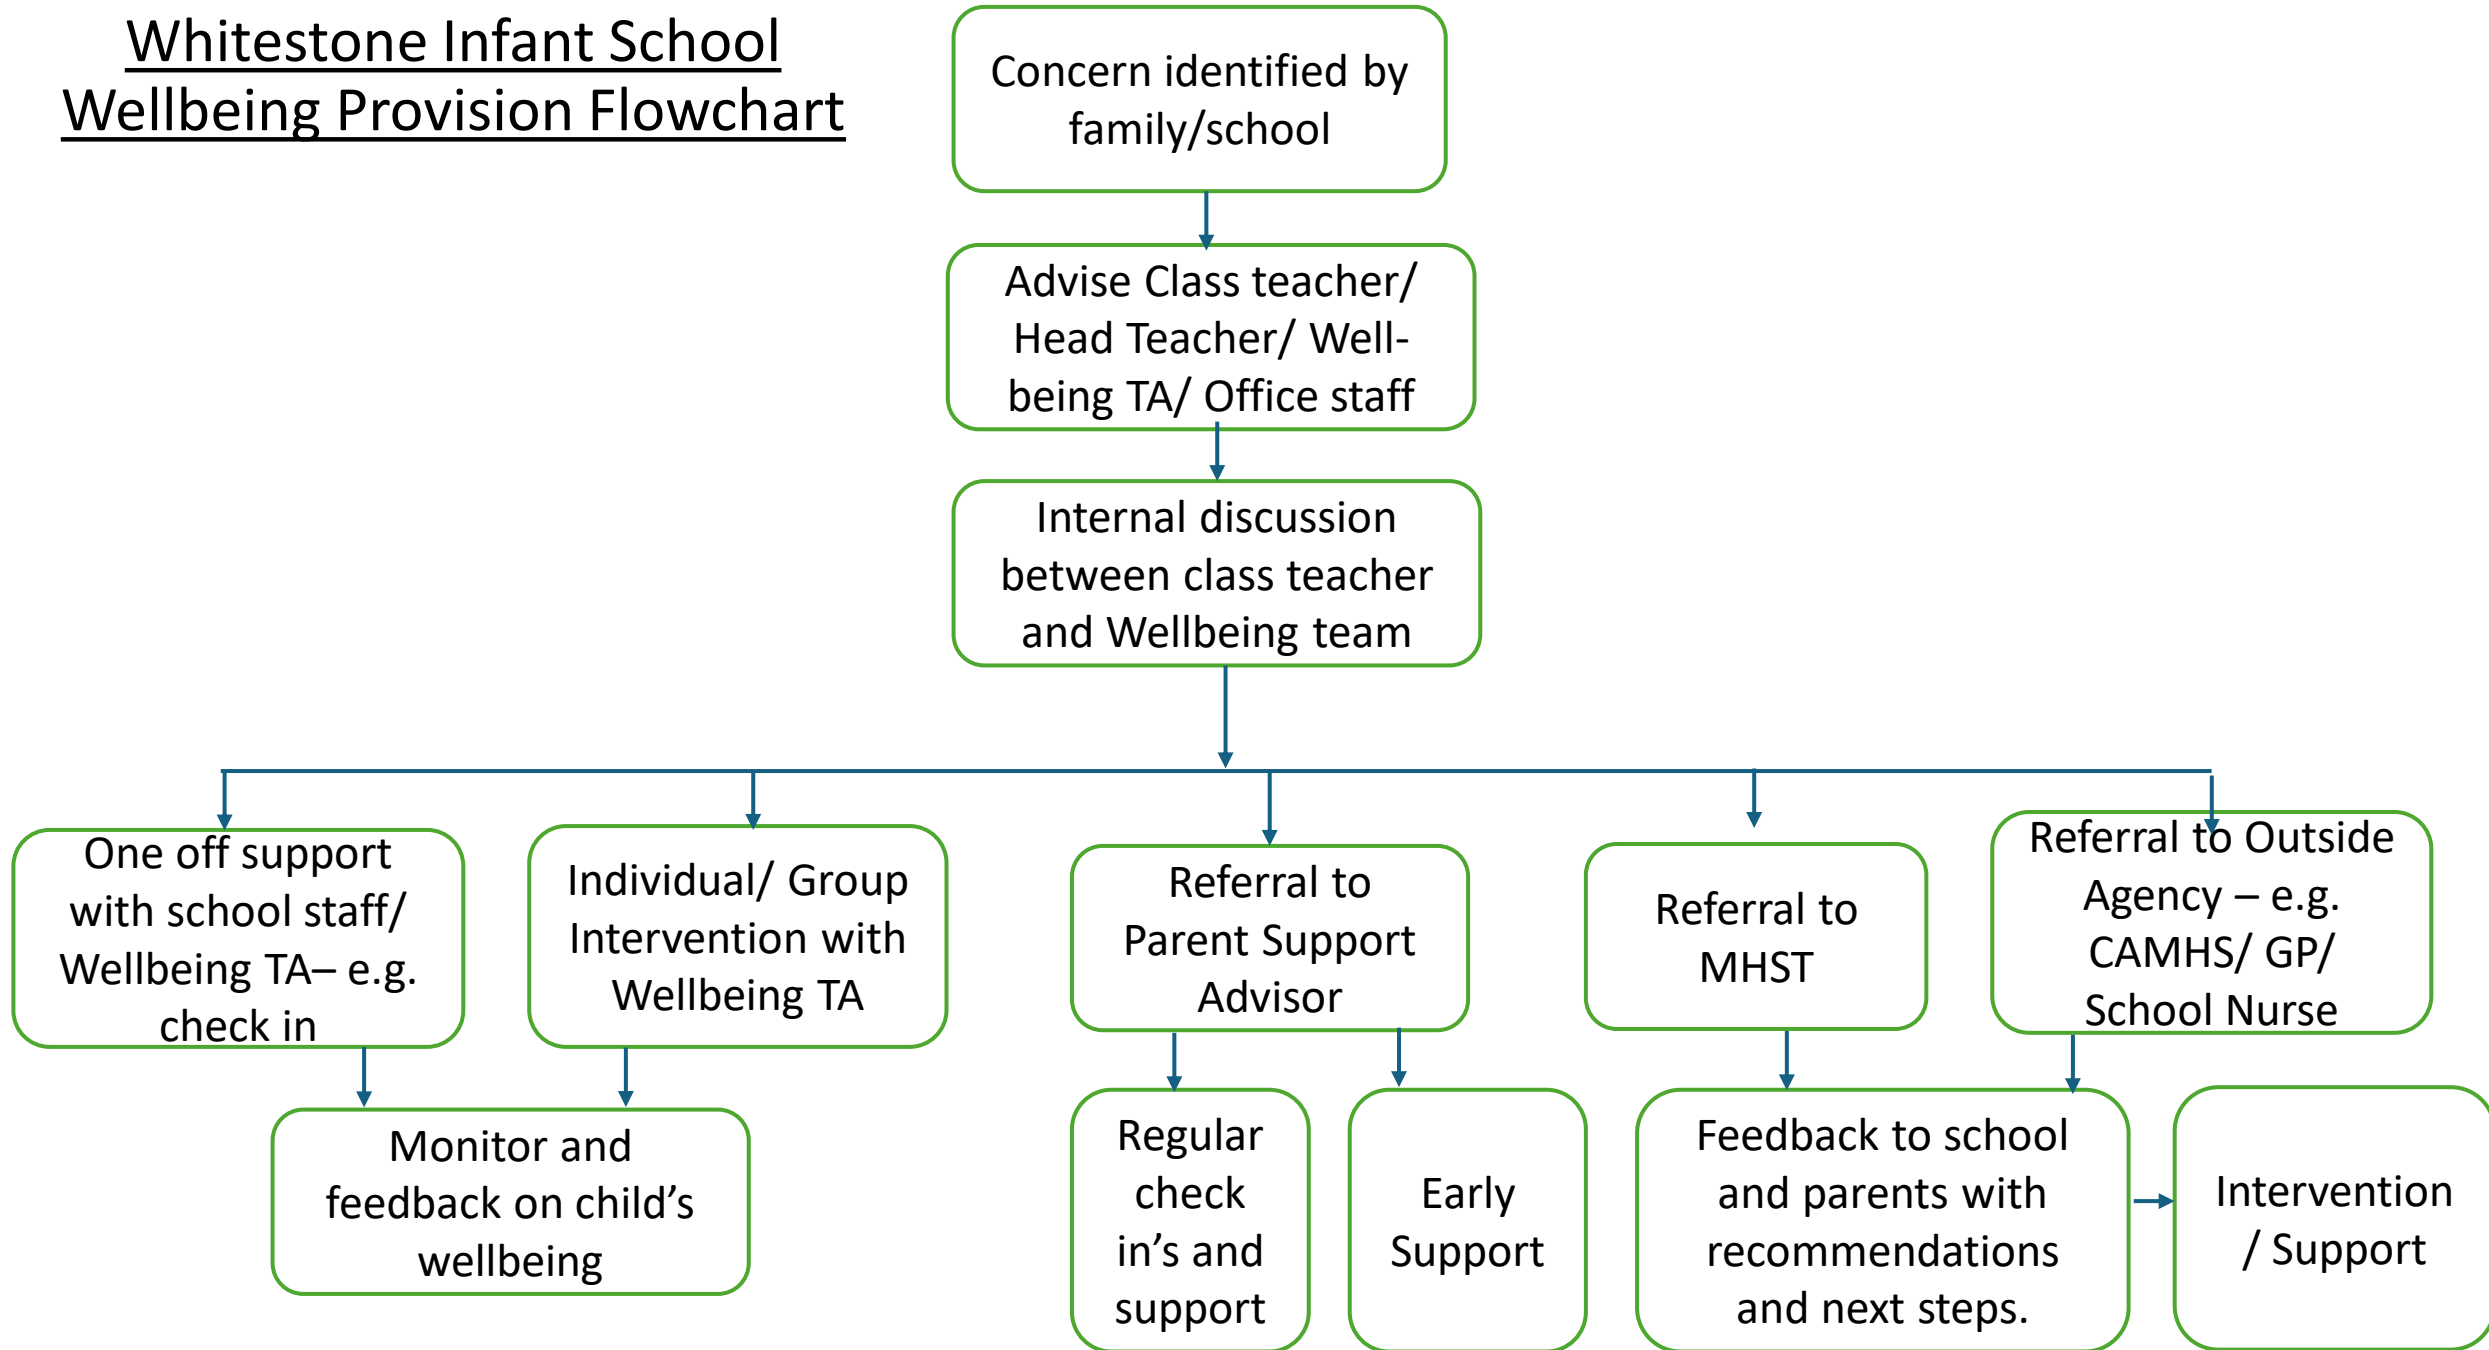 Whitestone Infant School
Wellbeing Provision Flowchart
Concern identified by
family/school
Advise Class teacher/
Head Teacher/ Well-
being TA/ Office staff
Internal discussion
between class teacher
and Wellbeing team
One off support
with school staff/
Wellbeing TA– e.g.
check in
Individual/ Group
Intervention with
Wellbeing TA
Referral to
Parent Support
Advisor
Referral to
MHST
Referral to Outside
Agency – e.g.
CAMHS/ GP/
School Nurse
Monitor and
feedback on child’s
wellbeing
Regular
check
in’s and
support
Early
Support
Feedback to school
and parents with
recommendations
and next steps.
Intervention
/ Support